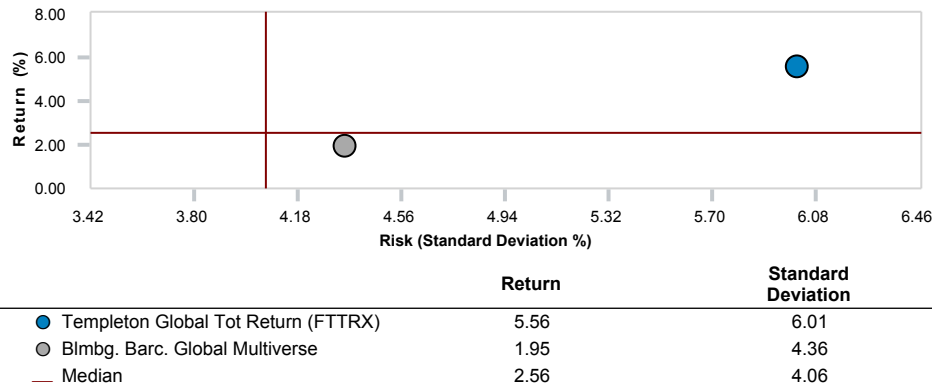 8.00
6.00
4.00
2.00
0.00
Return (%)
3.42 3.80 4.18 4.56 4.94 5.32 5.70 6.08 6.46
Risk (Standard Deviation %)
Return Standard Deviation
Templeton Global Tot Return (FTTRX) 5.56 6.01
Blmbg. Barc. Global Multiverse 1.95 4.36
Median 2.56 4.06